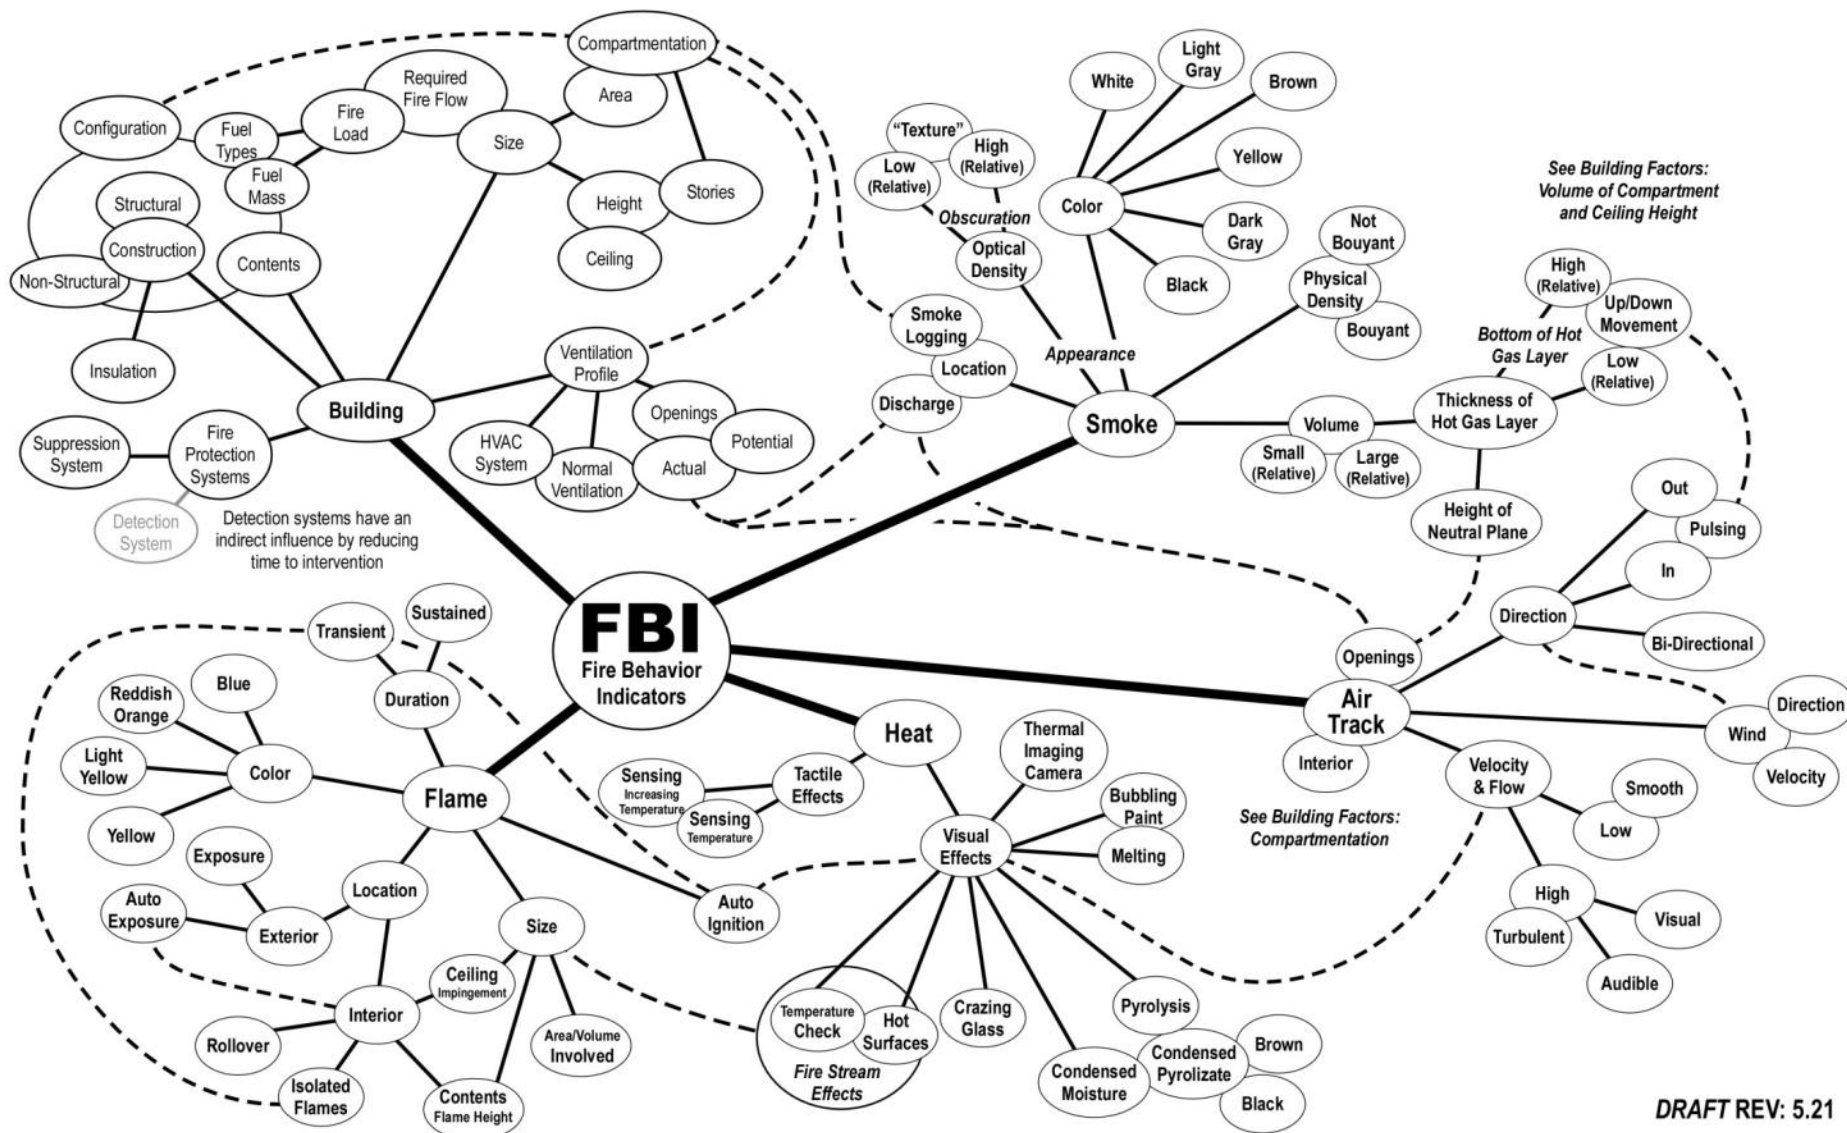 Compartmentation
Required
Fire Flow
Area
Configuration
Fuel
Types
Fire
Load
Size
Fuel
Mass
Structural
Height
Stories
Construction
Contents
Ceiling
Non-Structural
Insulation
Ventilation
Profile
Building
Openings
HVAC
System
Normal
Ventilation
Actual
Potential
Suppression
System
Fire
Protection
Systems
Detection
System
Detection systems have an
indirect influence by reducing
time to intervention
White
Light
Gray
Brown
"Texture"
High
(Relative)
Low
(Relative)
Yellow
Color
Obscuration
Optical
Density
Dark
Gray
Black
Not
Bouyant
Physical
Density
Bouyant
See Building Factors:
Volume of Compartment
and Ceiling Height
High
(Relative)
Up/Down
Movement
Bottom of Hot
Gas Layer
Low
(Relative)
Smoke
Logging
Location
Discharge
Appearance
Smoke
Volume
Small
(Relative)
Large
(Relative)
Thickness of
Hot Gas Layer
Height of
Neutral Plane
Out
Pulsing
In
Direction
Bi-Directional
Openings
Air
Track
Interior
Direction
Wind
Velocity
Velocity
& Flow
Smooth
Low
See Building Factors:
Compartmentation
High
Visual
Turbulent
Audible
FBI
Fire Behavior
Indicators
Sustained
Transient
Duration
Blue
Reddish
Orange
Light
Yellow
Color
Yellow
Flame
Exposure
Location
Auto
Exposure
Exterior
Size
Auto
Ignition
Ceiling
Impingement
Interior
Rollover
Isolated
Flames
Area/Volume
Involved
Contents
Flame Height
Heat
Tactile
Effects
Sensing
Increasing
Temperature
Sensing
Temperature
Thermal
Imaging
Camera
Bubbling
Paint
Visual
Effects
Melting
Temperature
Check
Hot
Surfaces
Fire Stream
Effects
Crazing
Glass
Pyrolysis
Condensed
Moisture
Condensed
Pyrolizate
Brown
Black
DRAFT REV: 5.21